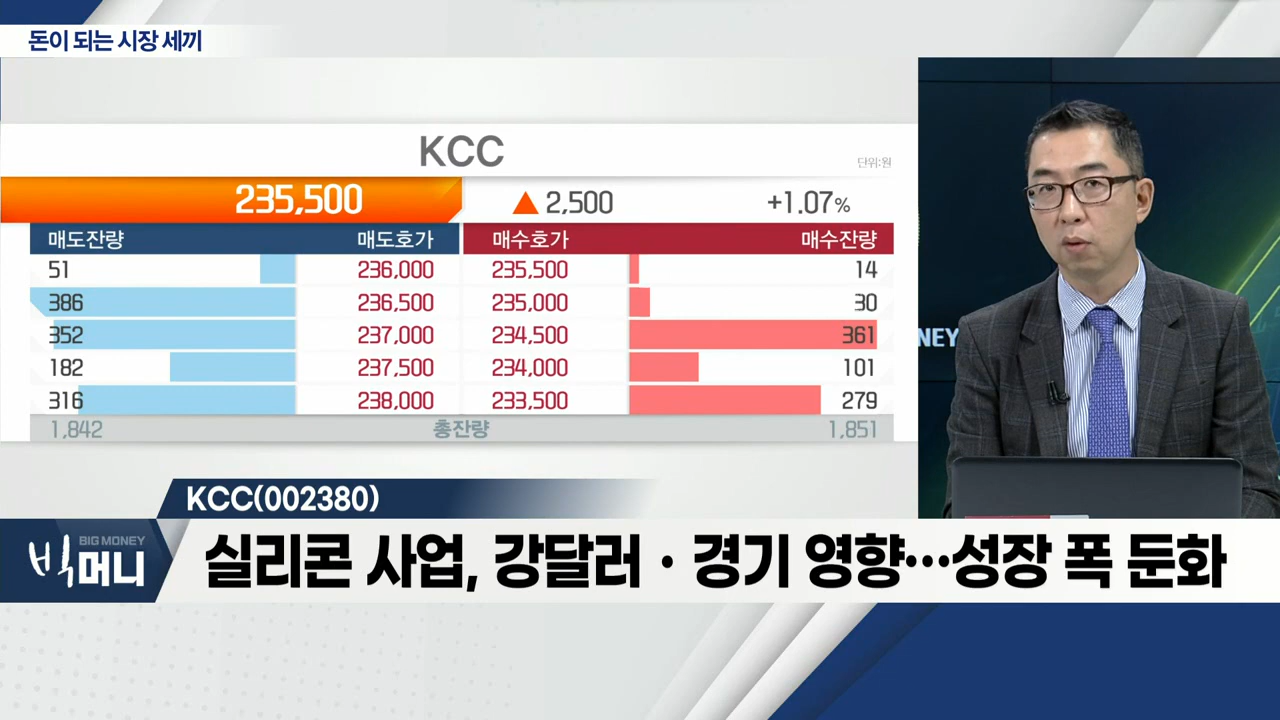 돈이 되는 시장 세끼
KCC
단위:원
235,500 ▲ 2,500 +1.07%
매도잔량 매도호가 매수호가 매수잔량
51 236,000 235,500 14
386 236,500 235,000 30
352 237,000 234,500 361
182 237,500 234,000 101
316 238,000 233,500 279
1,842 총잔량 1,851
NEY
KCC(002380)
BIG MONEY
빅머니
실리콘 사업, 강달러·경기 영향…성장 폭 둔화